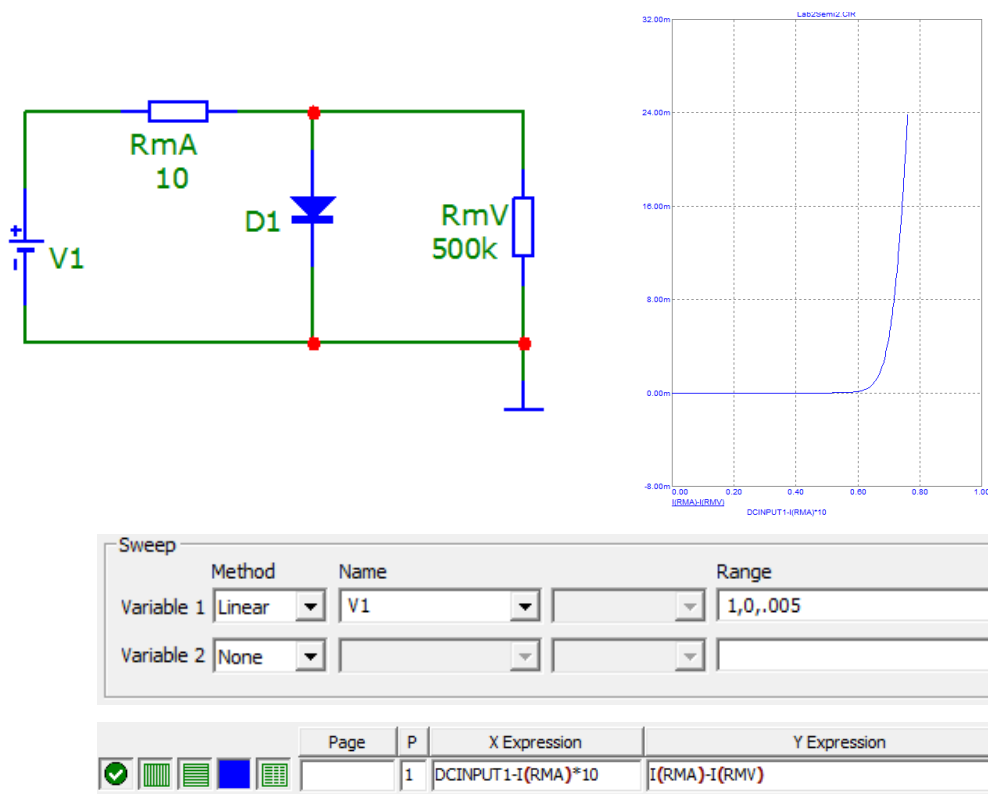 RmA
10
D1
RmV
500k
+
-
V1
Lab2Semi2.CIR
32.00m
24.00m
16.00m
8.00m
0.00m
-8.00m
0.00 0.20 0.40 0.60 0.80 1.00
I(RMA)-I(RMV)
DCINPUT1-I(RMA)*10
Sweep
Method Name Range
Variable 1 Linear V1 1,0,.005
Variable 2 None
Page P X Expression Y Expression
1 DCINPUT1-I(RMA)*10 I(RMA)-I(RMV)